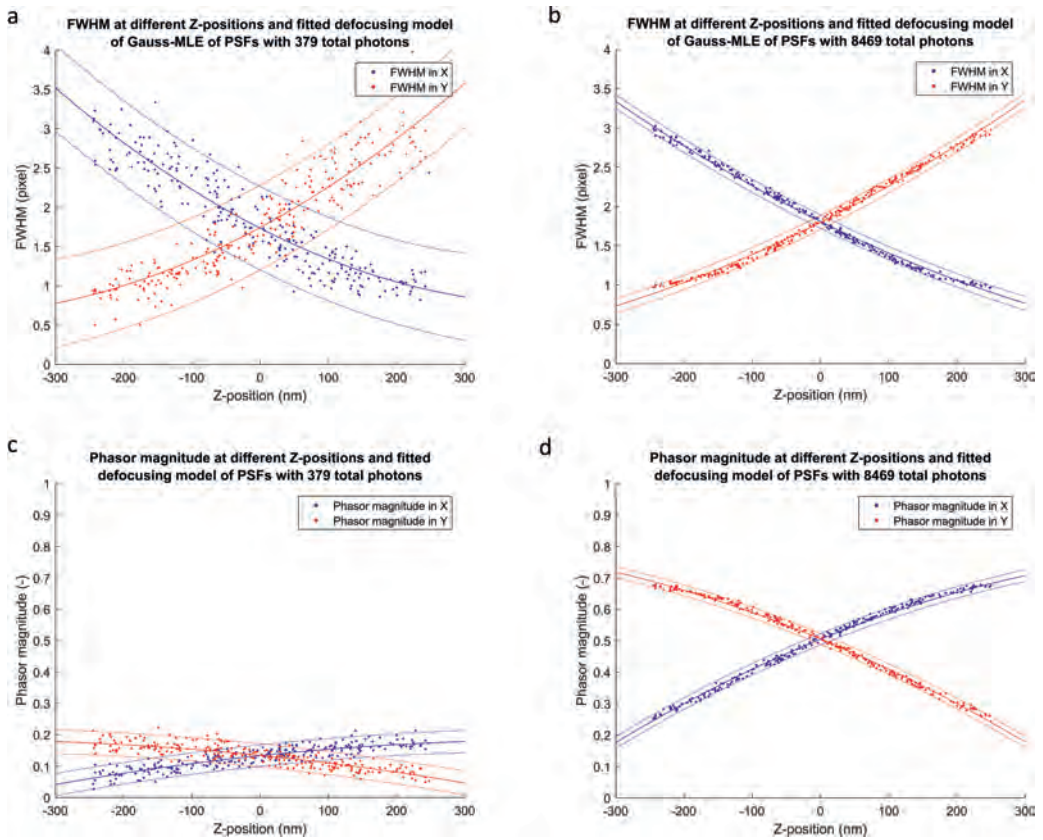 a
FWHM at different Z-positions and fitted defocusing model
of Gauss-MLE of PSFs with 379 total photons
4
3.5
3
2.5
2
1.5
1
0.5
0
FWHM (pixel)
FWHM in X
FWHM in Y
-300 -200 -100 0 100 200 300
Z-position (nm)
b
FWHM at different Z-positions and fitted defocusing model
of Gauss-MLE of PSFs with 8469 total photons
4
3.5
3
2.5
2
1.5
1
0.5
0
FWHM (pixel)
FWHM in X
FWHM in Y
-300 -200 -100 0 100 200 300
Z-position (nm)
c
Phasor magnitude at different Z-positions and fitted
defocusing model of PSFs with 379 total photons
1
0.9
0.8
0.7
0.6
0.5
0.4
0.3
0.2
0.1
0
Phasor magnitude (-)
Phasor magnitude in X
Phasor magnitude in Y
-300 -200 -100 0 100 200 300
Z-position (nm)
d
Phasor magnitude at different Z-positions and fitted
defocusing model of PSFs with 8469 total photons
1
0.9
0.8
0.7
0.6
0.5
0.4
0.3
0.2
0.1
0
Phasor magnitude (-)
Phasor magnitude in X
Phasor magnitude in Y
-300 -200 -100 0 100 200 300
Z-position (nm)